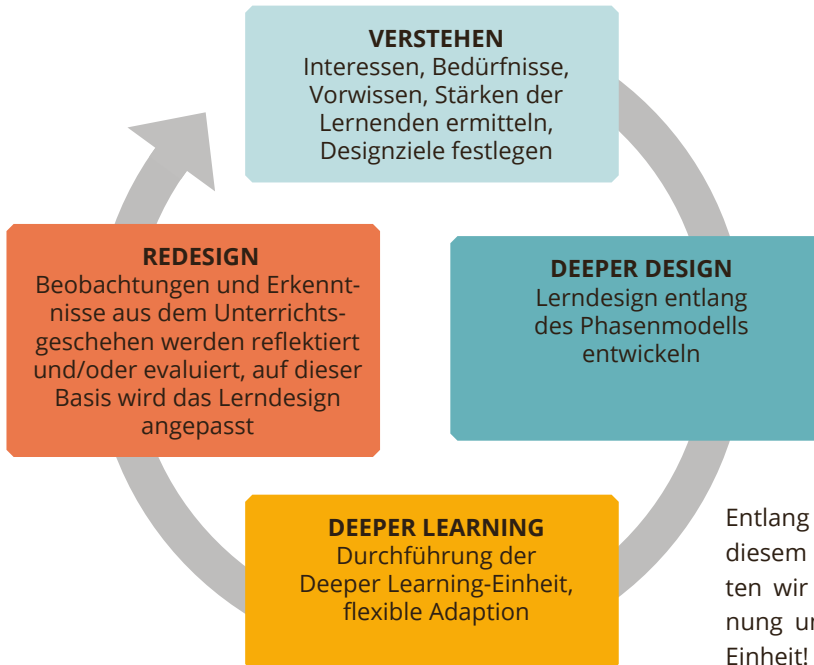 VERSTEHEN
Interessen, Bedürfnisse,
Vorwissen, Stärken der
Lernenden ermitteln,
Designziele festlegen
REDESIGN
Beobachtungen und Erkennt-
nisse aus dem Unterrichts-
geschehen werden reflektiert
und/oder evaluiert, auf dieser
Basis wird das Lerndesign
angepasst
DEEPER DESIGN
Lerndesign entlang
des Phasenmodells
entwickeln
DEEPER LEARNING
Durchführung der
Deeper Learning-Einheit,
flexible Adaption
Entlang
diesem
ten wir
nung
Einheit!